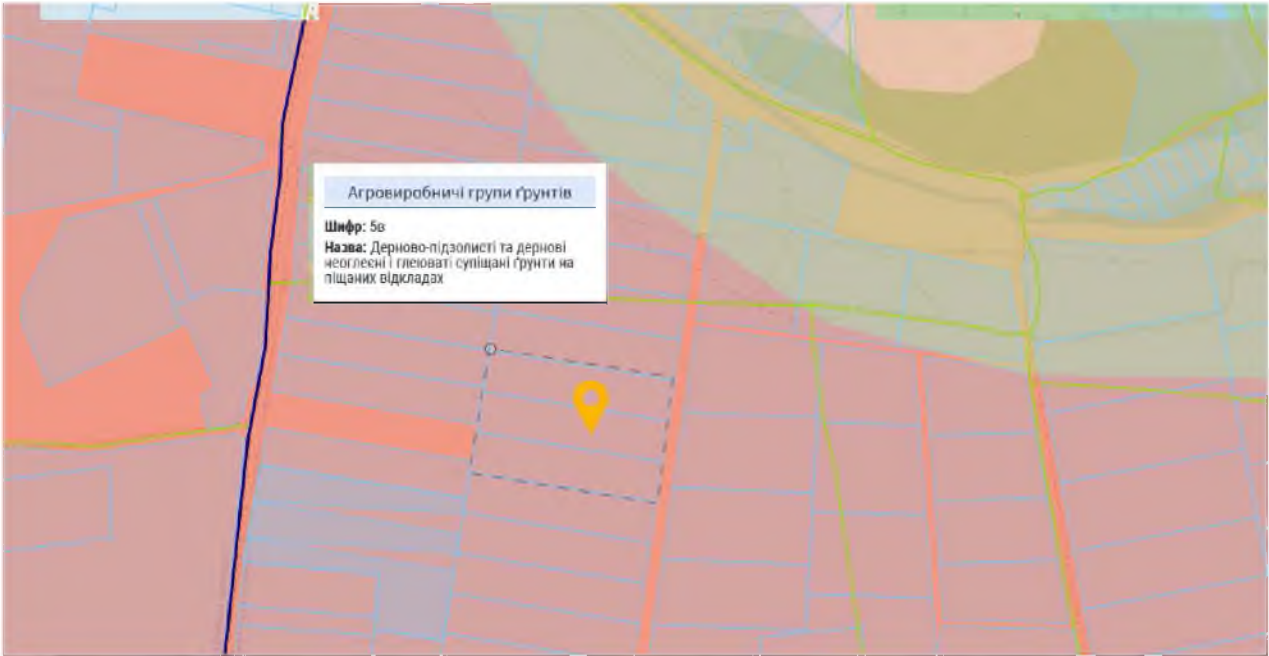 Агровиробничі групи ґрунтів
Шифр: 5в
Назва: Дерново-підзолисті та дернові
неоглеєні і глеюваті супіщані ґрунти на
піщаних відкладах